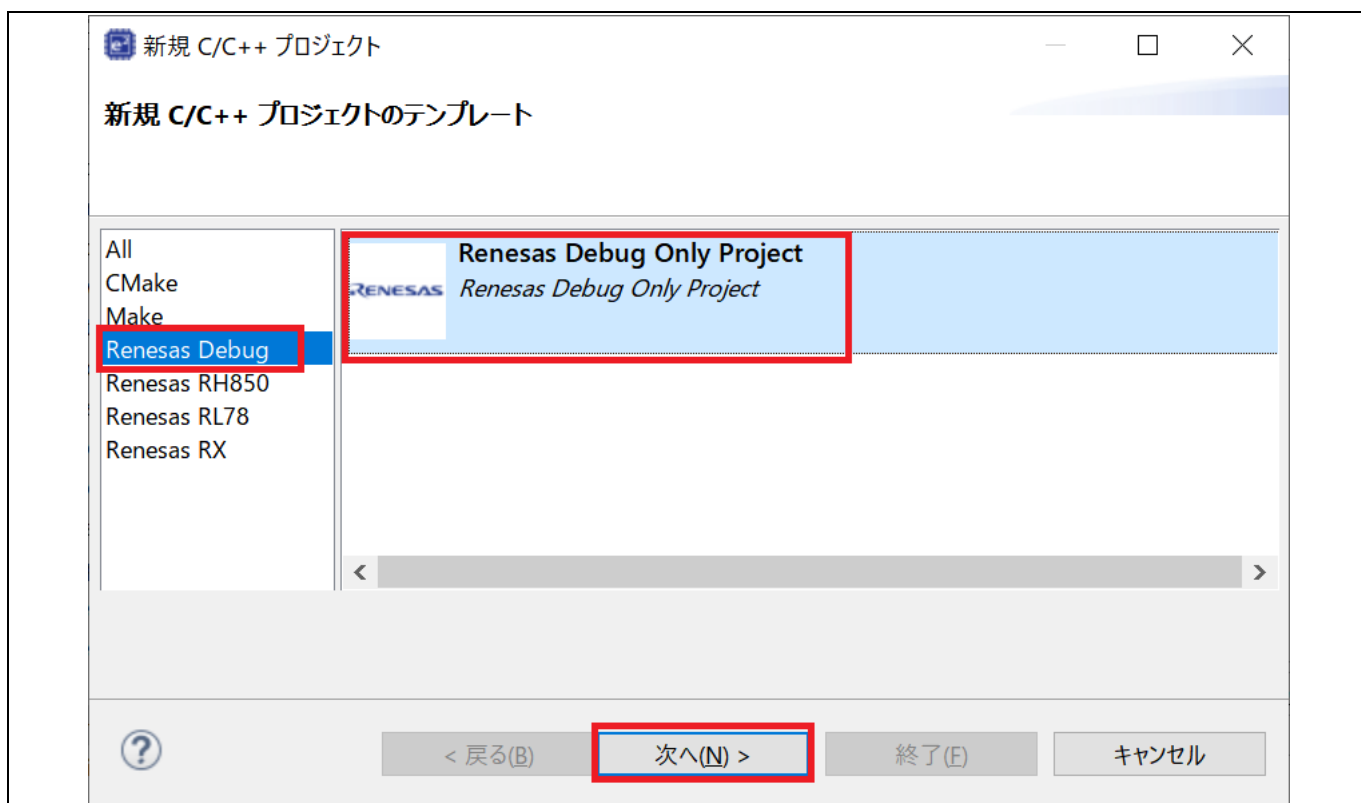 新規 C/C++ プロジェクト
新規 C/C++ プロジェクトのテンプレート
All
CMake
Make
Renesas Debug
Renesas RH850
Renesas RL78
Renesas RX
RENESAS
Renesas Debug Only Project
Renesas Debug Only Project
< 戻る(B)
次へ(N) >
終了(F)
キャンセル